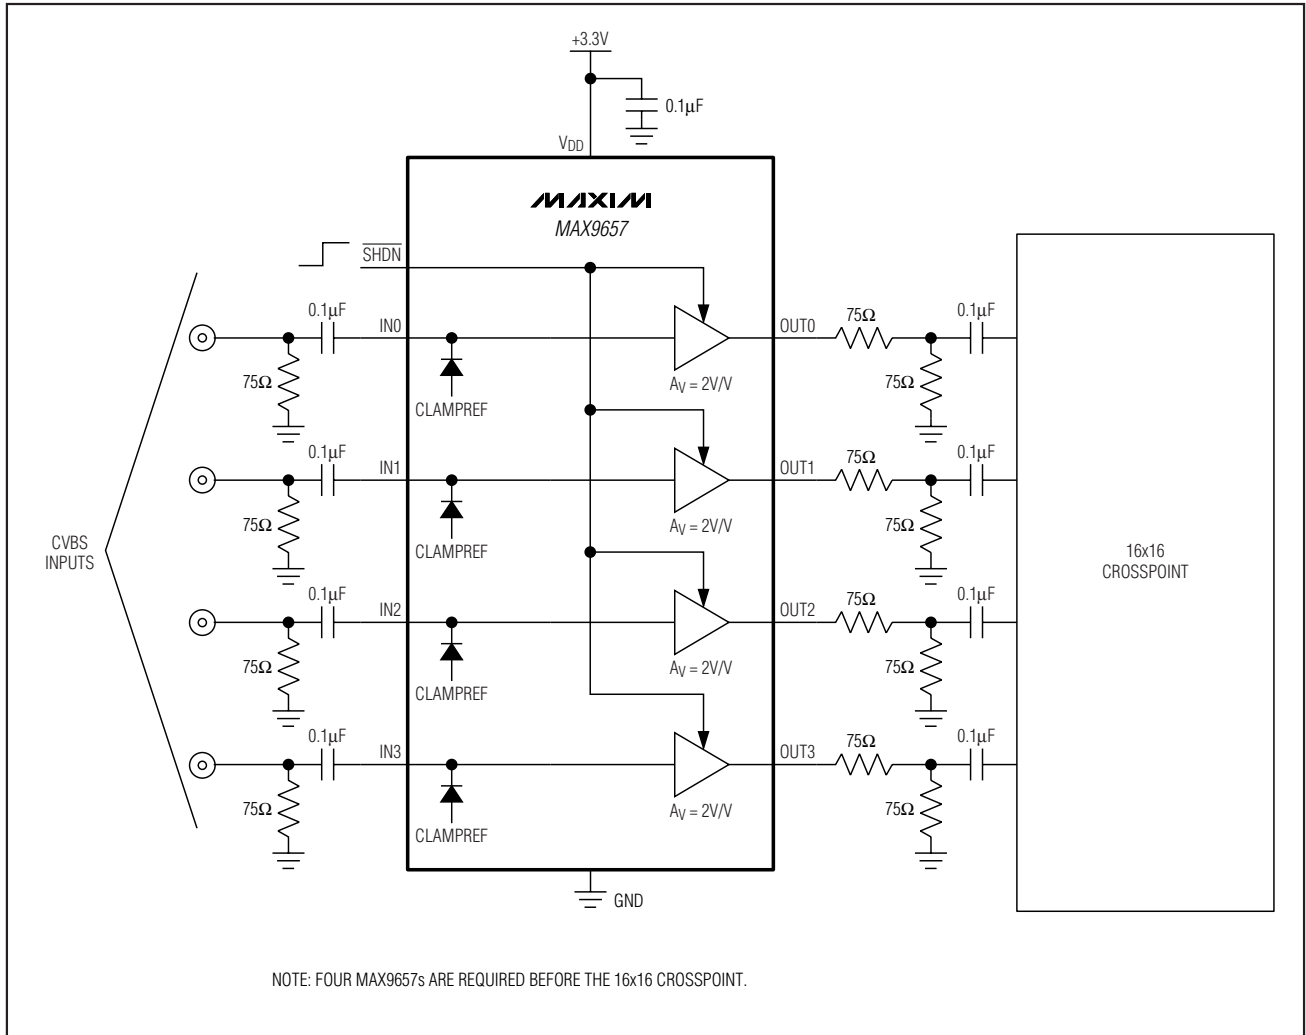 +3.3V
0.1µF
VDD
MAXIM
MAX9657
SHDN
0.1µF
IN0
75Ω
CLAMPREF
AV = 2V/V
OUT0
75Ω
0.1µF
75Ω
0.1µF
IN1
75Ω
CLAMPREF
AV = 2V/V
OUT1
75Ω
0.1µF
75Ω
CVBS
INPUTS
16x16
CROSSPOINT
0.1µF
IN2
75Ω
CLAMPREF
AV = 2V/V
OUT2
75Ω
0.1µF
75Ω
0.1µF
IN3
75Ω
CLAMPREF
AV = 2V/V
OUT3
75Ω
0.1µF
75Ω
GND
NOTE: FOUR MAX9657s ARE REQUIRED BEFORE THE 16x16 CROSSPOINT.